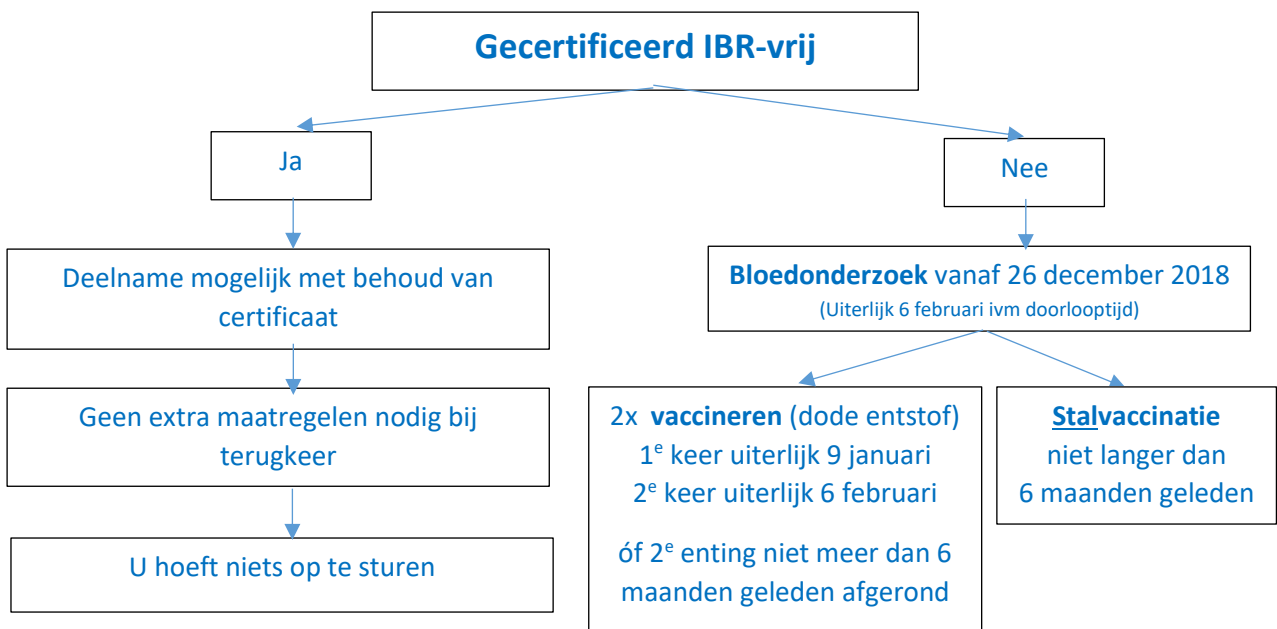 Gecertificeerd IBR-vrij
Ja
Nee
Deelname mogelijk met behoud van
certificaat
Bloedonderzoek vanaf 26 december 2018
(Uiterlijk 6 februari ivm doorlooptijd)
Geen extra maatregelen nodig bij
terugkeer
2x vaccineren (dode entstof)
1e keer uiterlijk 9 januari
2e keer uiterlijk 6 februari
óf 2e enting niet meer dan 6
maanden geleden afgerond
Stalvaccinatie
niet langer dan
6 maanden geleden
U hoeft niets op te sturen